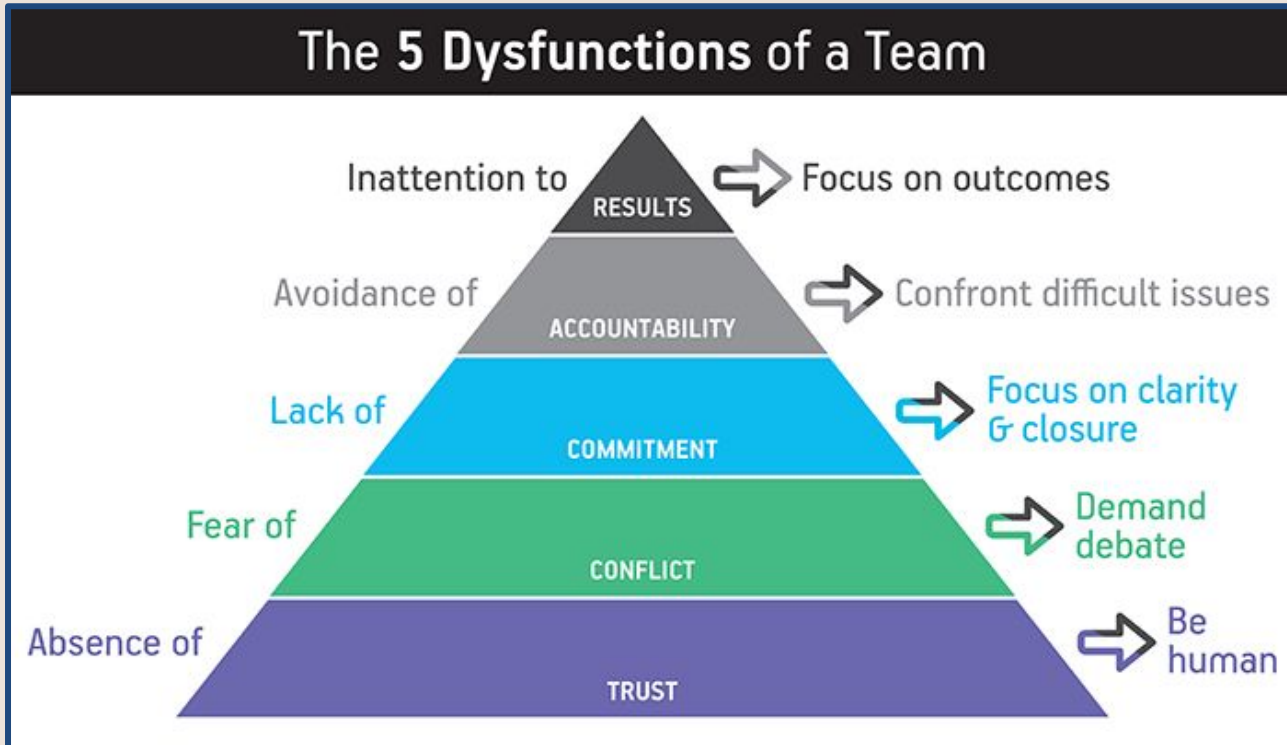 The 5 Dysfunctions of a Team
Inattention to
RESULTS
Focus on outcomes
Avoidance of
ACCOUNTABILITY
Confront difficult issues
Lack of
COMMITMENT
Focus on clarity
& closure
Fear of
CONFLICT
Demand
debate
Absence of
TRUST
Be
human